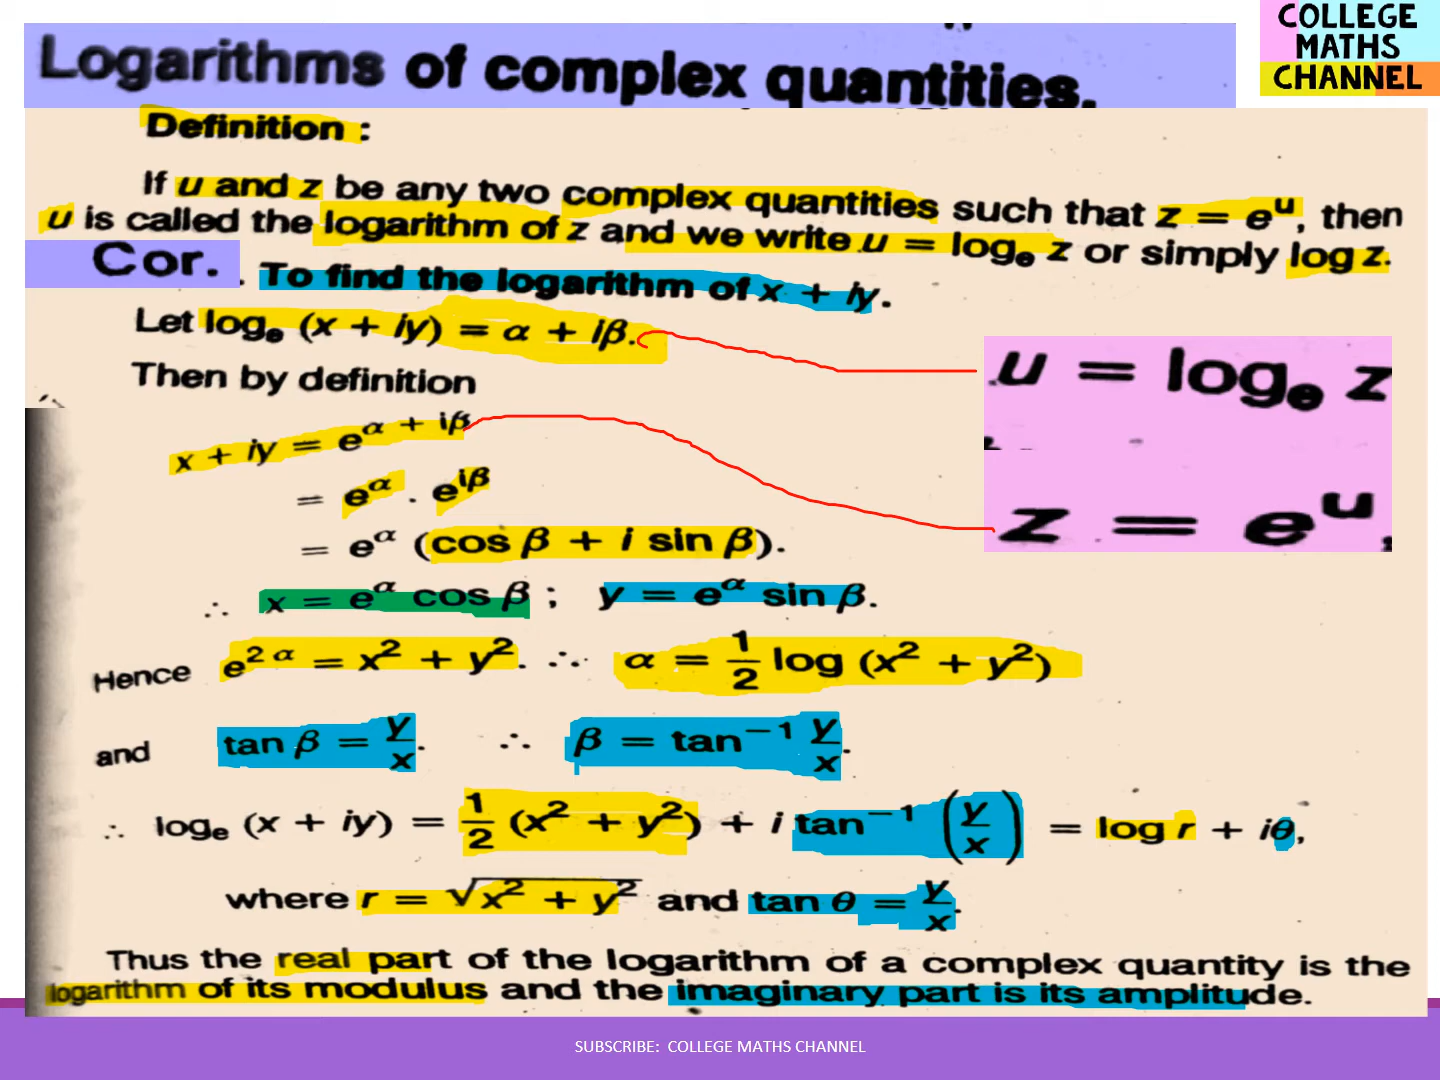 COLLEGE
MATHS
CHANNEL
Logarithms of complex quantities.
Definition :
If u and z be any two complex quantities such that z = e^u, then
u is called the logarithm of z and we write u = logₑ z or simply log z.
Cor. . To find the logarithm of x + iy.
Let logₑ (x + iy) = α + iβ.
u = logₑ z
Then by definition
x + iy = e^(α + iβ)
= e^α . e^(iβ)
z = e^u
= e^α (cos β + i sin β).
∴ x = e^α cos β ; y = e^α sin β.
Hence e^(2α) = x² + y². ∴ α = 1/2 log (x² + y²)
and tan β = y/x. ∴ β = tan⁻¹ y/x.
∴ logₑ (x + iy) = 1/2 (x² + y²) + i tan⁻¹ (y/x) = log r + iθ,
where r = √(x² + y²) and tan θ = y/x.
Thus the real part of the logarithm of a complex quantity is the
logarithm of its modulus and the imaginary part is its amplitude.
SUBSCRIBE: COLLEGE MATHS CHANNEL